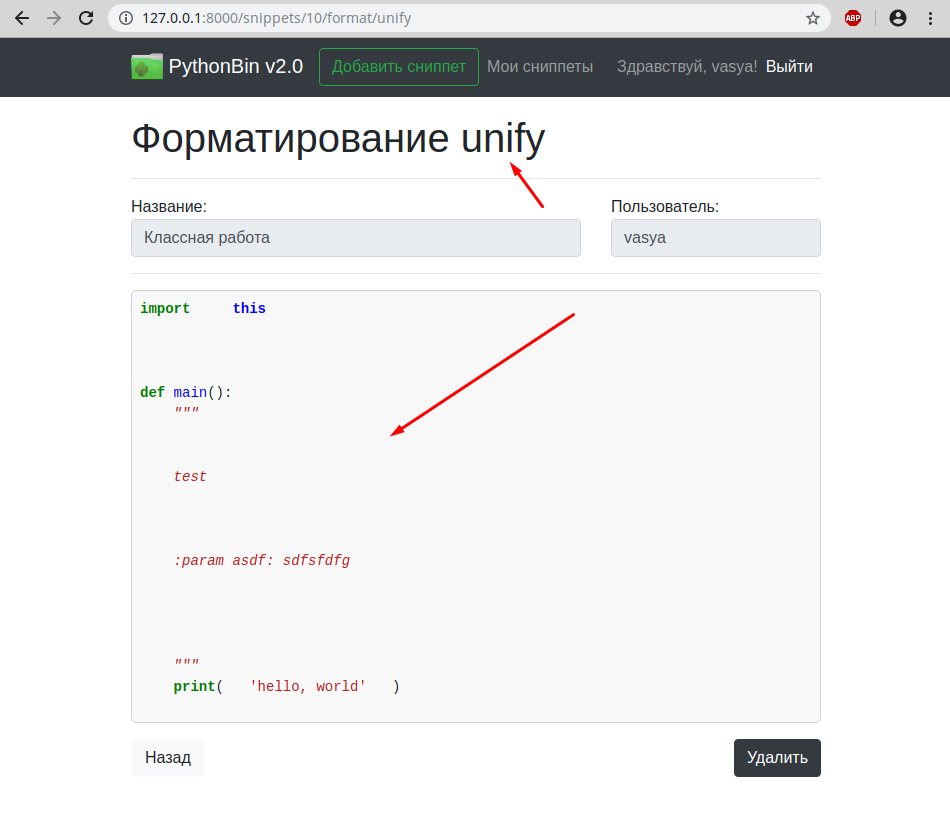 127.0.0.1:8000/snippets/10/format/unify
ABP
PythonBin v2.0 Добавить сниппет Мои сниппеты Здравствуй, vasya! Выйти
Форматирование unify
Название: Пользователь:
Классная работа vasya
import     this
def main():
    """
    test
    :param asdf: sdfsfdfg
    """
    print(   'hello, world'   )
Назад Удалить